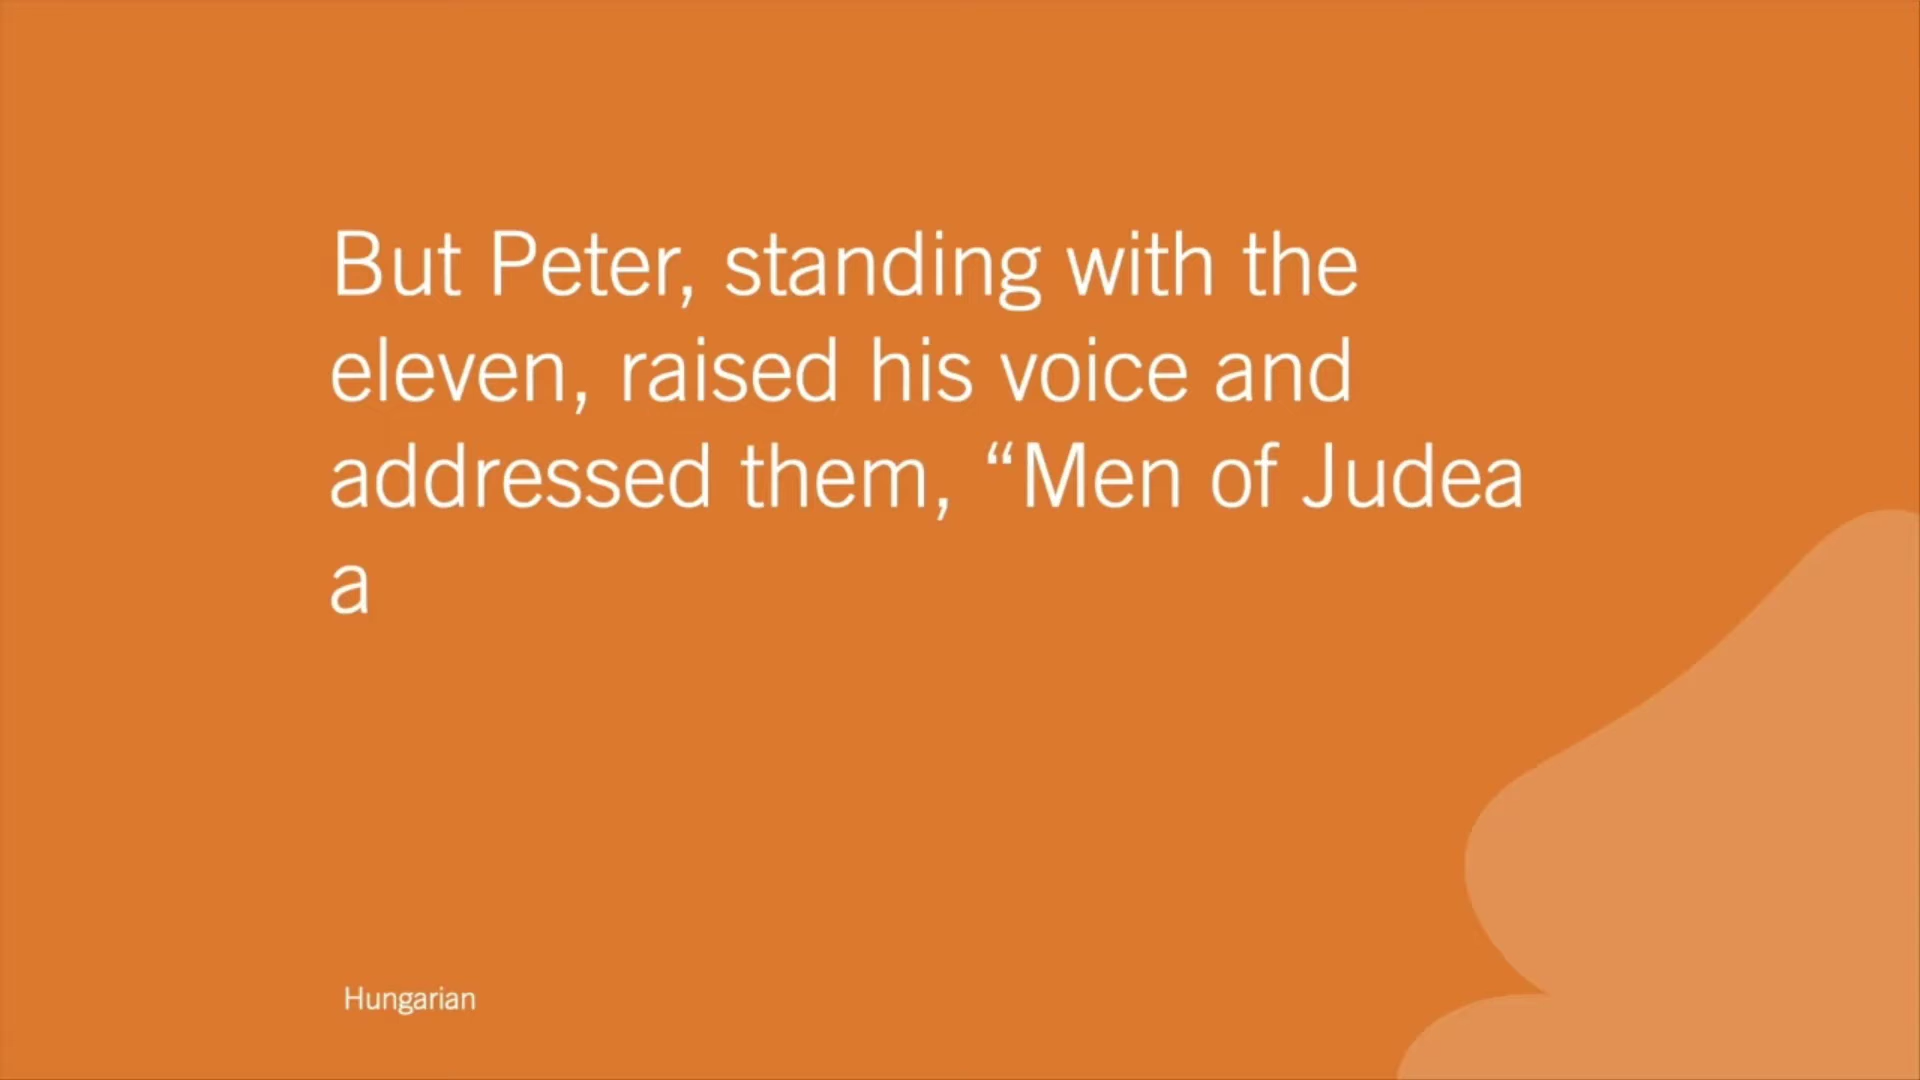 But Peter, standing with the
eleven, raised his voice and
addressed them, “Men of Judea
a
Hungarian